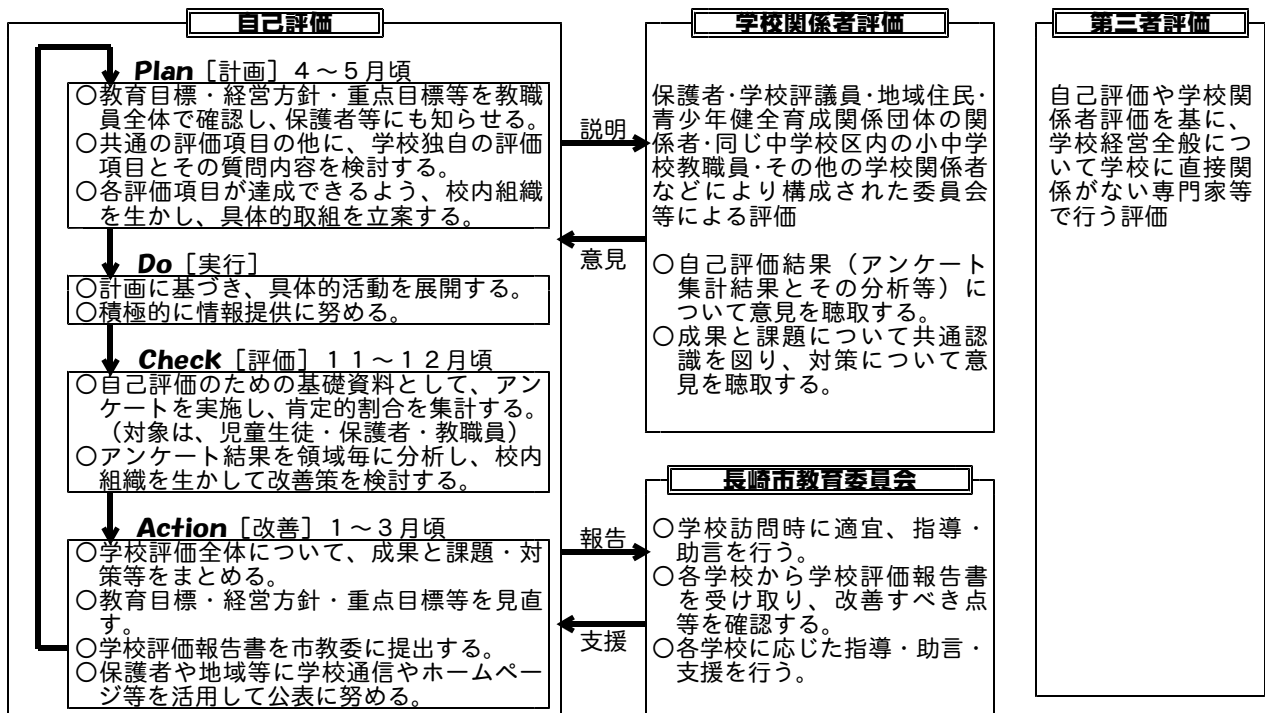 自己評価
Plan［計画］４～５月頃
○教育目標・経営方針・重点目標等を教職
員全体で確認し、保護者等にも知らせる。
○共通の評価項目の他に、学校独自の評価
項目とその質問内容を検討する。
○各評価項目が達成できるよう、校内組織
を生かし、具体的取組を立案する。
Do［実行］
○計画に基づき、具体的活動を展開する。
○積極的に情報提供に努める。
Check［評価］１１～１２月頃
○自己評価のための基礎資料として、アン
ケートを実施し、肯定的割合を集計する。
（対象は、児童生徒・保護者・教職員）
○アンケート結果を領域毎に分析し、校内
組織を生かして改善策を検討する。
Action［改善］１～３月頃
○学校評価全体について、成果と課題・対
策等をまとめる。
○教育目標・経営方針・重点目標等を見直
す。
○学校評価報告書を市教委に提出する。
○保護者や地域等に学校通信やホームペー
ジ等を活用して公表に努める。
説明
意見
報告
支援
学校関係者評価
保護者・学校評議員・地域住民・
青少年健全育成関係団体の関
係者・同じ中学校区内の小中学
校教職員・その他の学校関係者
などにより構成された委員会
等による評価
○自己評価結果（アンケート
集計結果とその分析等）に
ついて意見を聴取する。
○成果と課題について共通認
識を図り、対策について意
見を聴取する。
長崎市教育委員会
○学校訪問時に適宜、指導・
助言を行う。
○各学校から学校評価報告書
を受け取り、改善すべき点
等を確認する。
○各学校に応じた指導・助言・
支援を行う。
第三者評価
自己評価や学校関
係者評価を基に、
学校経営全般につ
いて学校に直接関
係がない専門家等
で行う評価